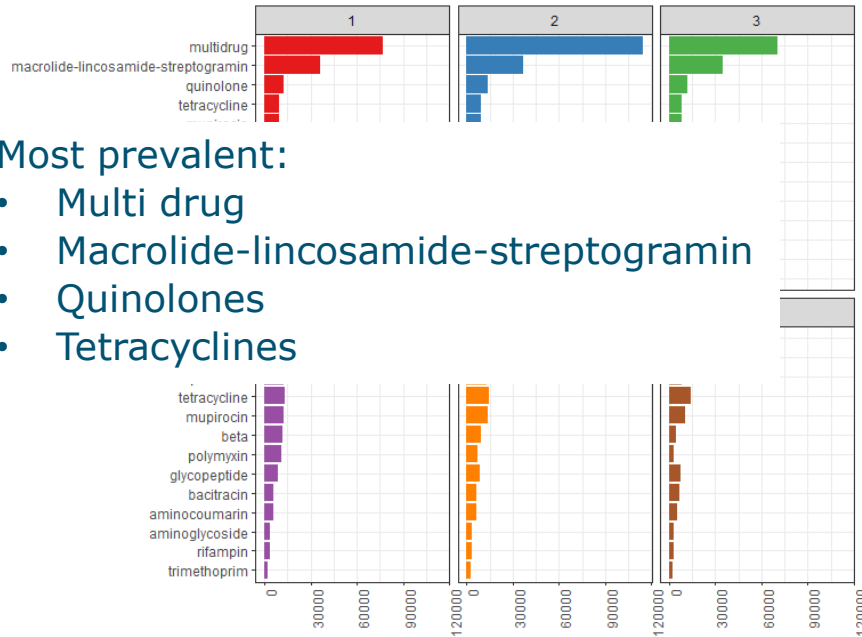 1 2 3
multidrug
macrolide-lincosamide-streptogramin
quinolone
tetracycline
Most prevalent:
• Multi drug
• Macrolide-lincosamide-streptogramin
• Quinolones
• Tetracyclines
tetracycline
mupirocin
beta
polymyxin
glycopeptide
bacitracin
aminocoumarin
aminoglycoside
rifampin
trimethoprim
0 30000 60000 90000 120000 0 30000 60000 90000 120000 0 30000 60000 90000 120000